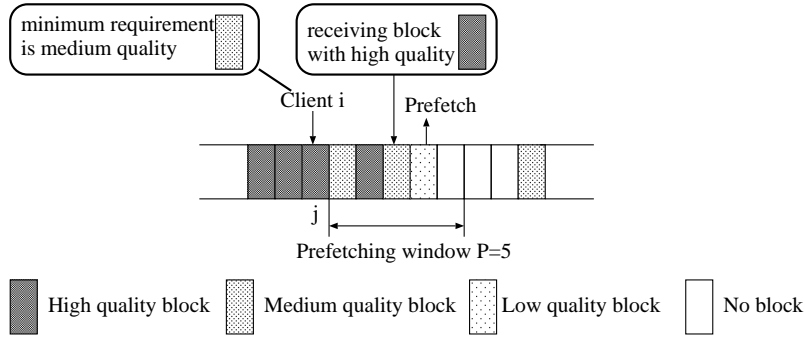 minimum requirement
is medium quality
receiving block
with high quality
Client i
Prefetch
j
Prefetching window P=5
High quality block
Medium quality block
Low quality block
No block